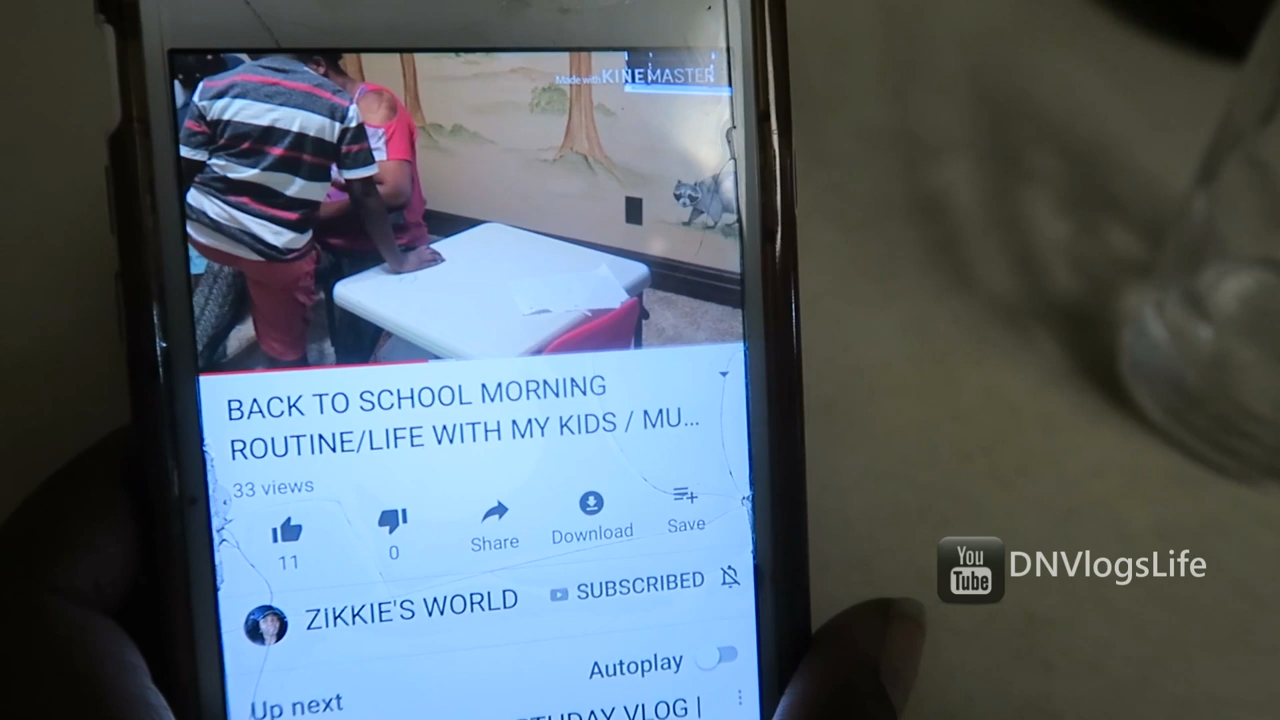 Made with KINEMASTER
BACK TO SCHOOL MORNING
ROUTINE/LIFE WITH MY KIDS / MU...
33 views
11
0
Share
Download
Save
ZiKKIE'S WORLD
SUBSCRIBED
Autoplay
Up next
VLOG |
You
Tube
DNVlogsLife